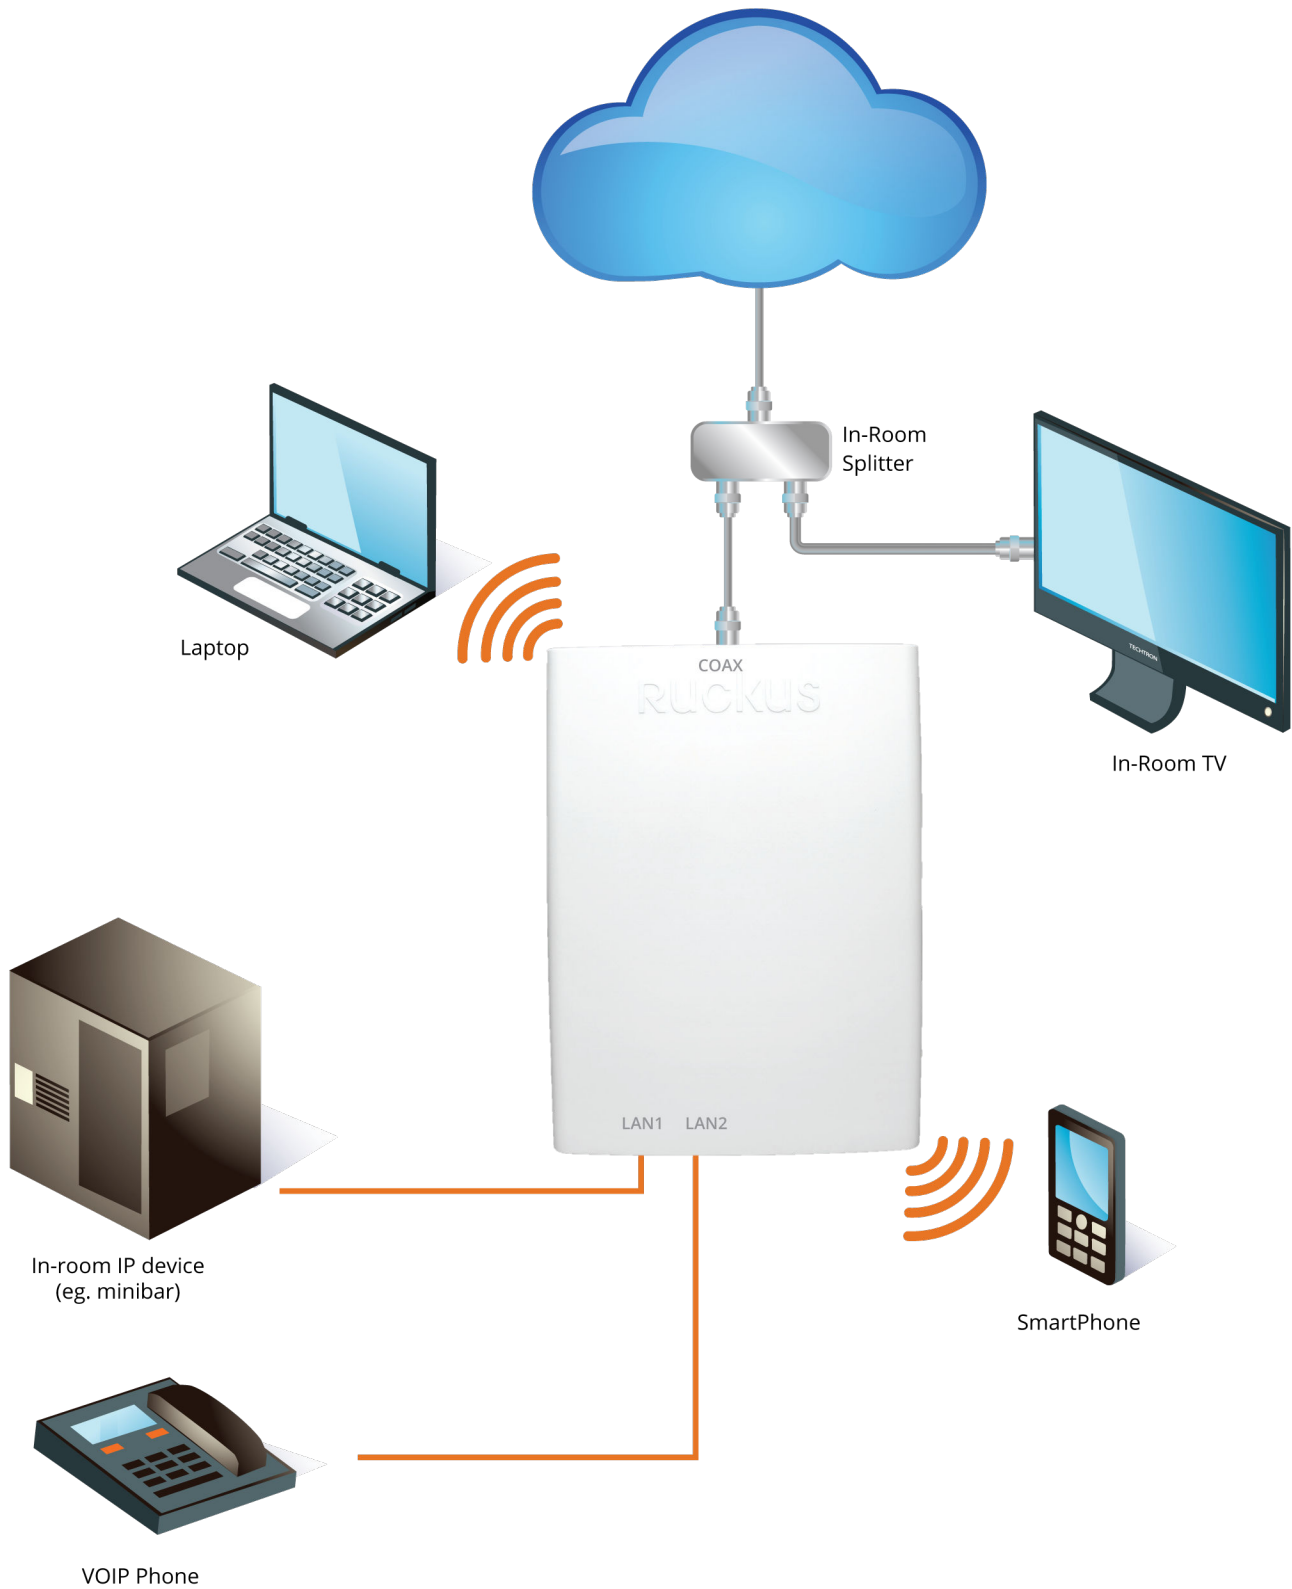 In-Room
Splitter
TECHTRON
Laptop
COAX
RUCKUS
In-Room TV
LAN1 LAN2
In-room IP device
(eg. minibar)
SmartPhone
VOIP Phone